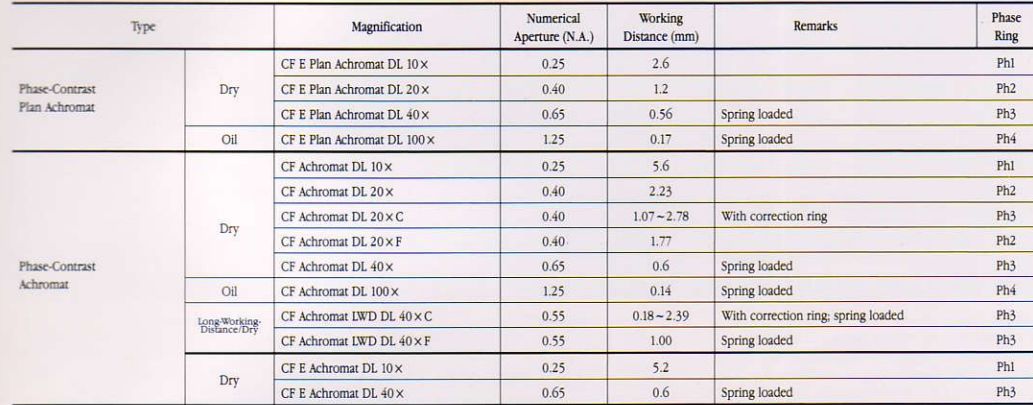 Type Magnification Numerical Aperture (N.A.) Working Distance (mm) Remarks Phase Ring
Phase-Contrast Plan Achromat Dry CF E Plan Achromat DL 10× 0.25 2.6 Ph1
CF E Plan Achromat DL 20× 0.40 1.2 Ph2
CF E Plan Achromat DL 40× 0.65 0.56 Spring loaded Ph3
Oil CF E Plan Achromat DL 100× 1.25 0.17 Spring loaded Ph4
Phase-Contrast Achromat Dry CF Achromat DL 10× 0.25 5.6 Ph1
CF Achromat DL 20× 0.40 2.23 Ph2
CF Achromat DL 20×C 0.40 1.07~2.78 With correction ring Ph3
CF Achromat DL 20×F 0.40 1.77 Ph2
CF Achromat DL 40× 0.65 0.6 Spring loaded Ph3
Oil CF Achromat DL 100× 1.25 0.14 Spring loaded Ph4
Long-Working-Distance/Dry CF Achromat LWD DL 40×C 0.55 0.18~2.39 With correction ring; spring loaded Ph3
CF Achromat LWD DL 40×F 0.55 1.00 Spring loaded Ph3
Dry CF E Achromat DL 10× 0.25 5.2 Ph1
CF E Achromat DL 40× 0.65 0.6 Spring loaded Ph3